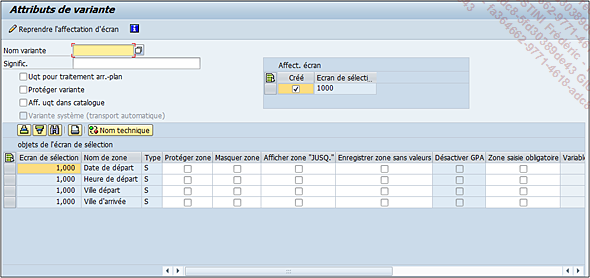 Attributs de variante
Reprendre l'affectation d'écran
Nom variante
Signific.
Uqt pour traitement arr.-plan
Protéger variante
Aff. uqt dans catalogue
Variante système (transport automatique)
Affect. écran
Créé Ecran de sélecti..
1000
Nom technique
objets de l'écran de sélection
Ecran de sélection Nom de zone Type Protéger zone Masquer zone Afficher zone "JUSQ." Enregistrer zone sans valeurs Désactiver GPA Zone saisie obligatoire Variabl
1,000 Date de départ S
1,000 Heure de départ S
1,000 Ville départ S
1,000 Ville d'arrivée S